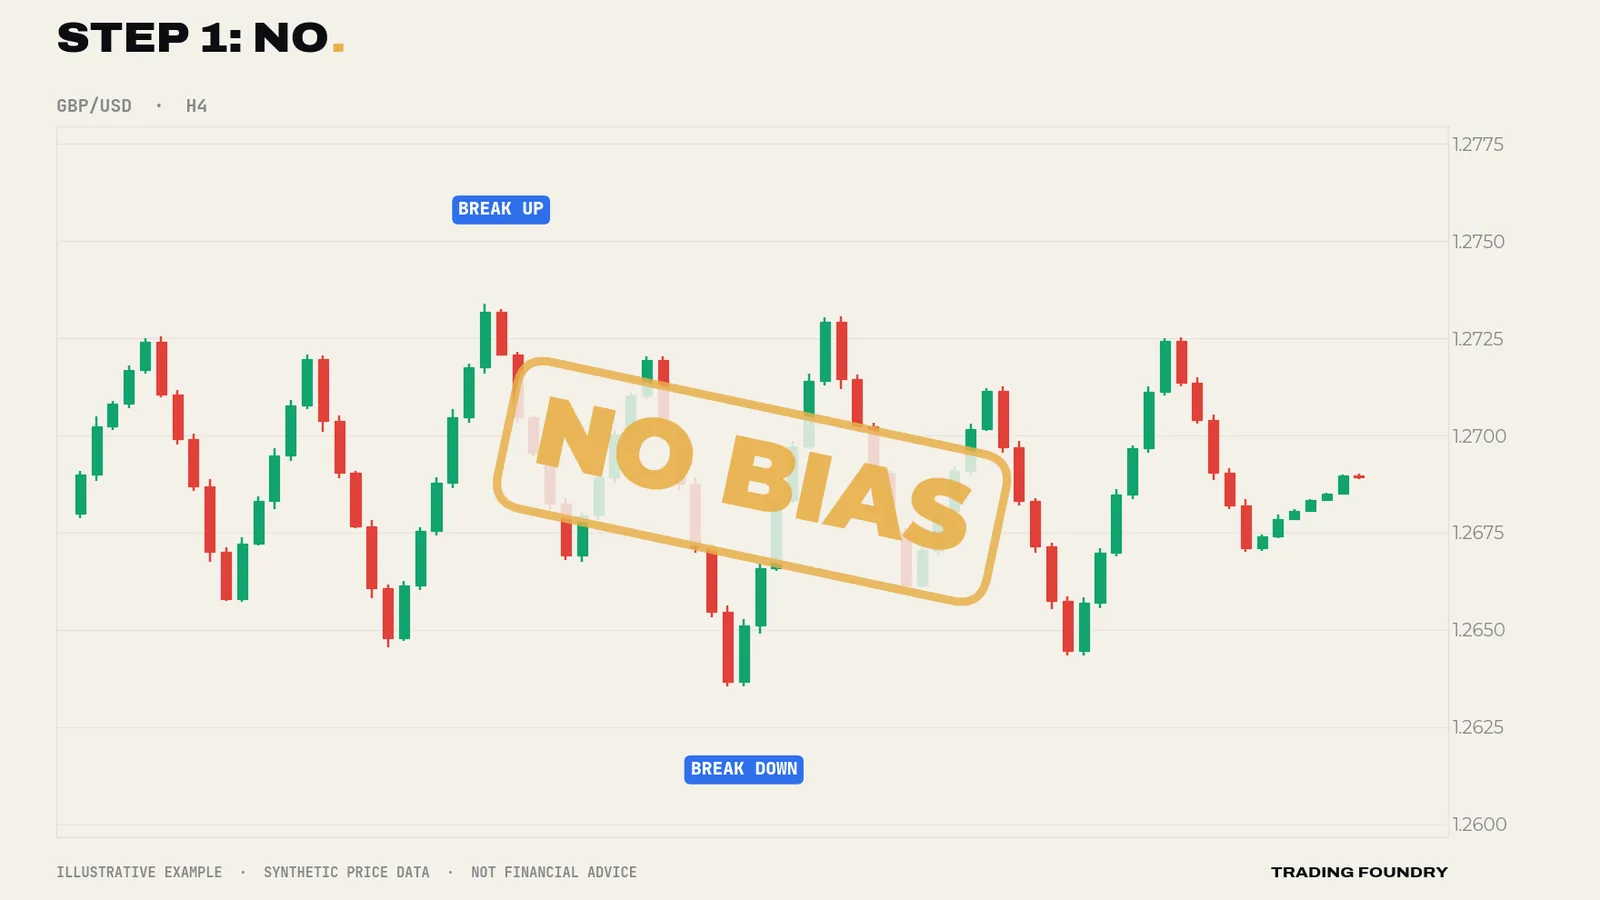 STEP 1: NO.
GBP/USD · H4
1.2775
BREAK UP
1.2750
1.2725
1.2700
NO BIAS
1.2675
1.2650
1.2625
BREAK DOWN
1.2600
ILLUSTRATIVE EXAMPLE · SYNTHETIC PRICE DATA · NOT FINANCIAL ADVICE
TRADING FOUNDRY